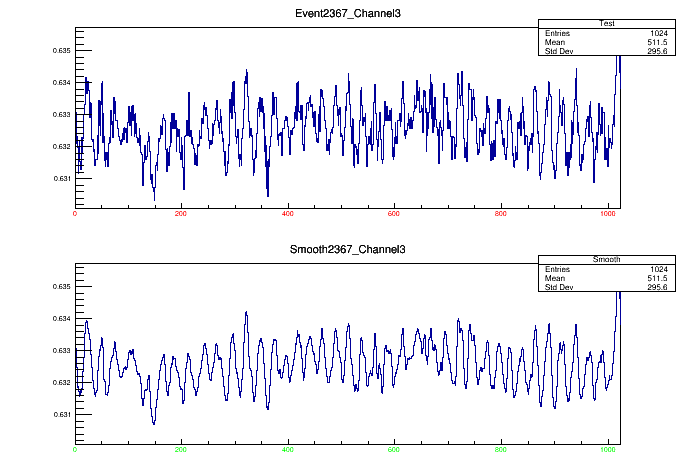 Event2367_Channel3
Test
Entries 1024
Mean 511.5
Std Dev 295.6
0.635
0.634
0.633
0.632
0.631
0 200 400 600 800 1000
Smooth2367_Channel3
Smooth
Entries 1024
Mean 511.5
Std Dev 295.6
0.635
0.634
0.633
0.632
0.631
0 200 400 600 800 1000